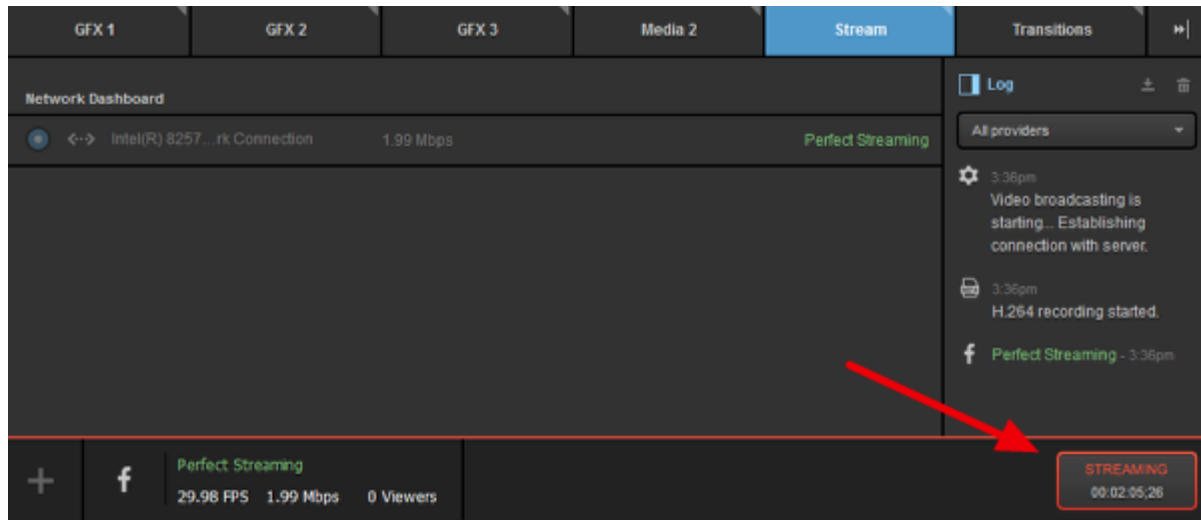 GFX 1
GFX 2
GFX 3
Media 2
Stream
Transitions
Network Dashboard
Intel(R) 8257...rk Connection
1.99 Mbps
Perfect Streaming
Log
All providers
3:36pm
Video broadcasting is
starting... Establishing
connection with server.
3:36pm
H.264 recording started.
Perfect Streaming - 3:36pm
Perfect Streaming
29.98 FPS 1.99 Mbps 0 Viewers
STREAMING
00:02:05;26